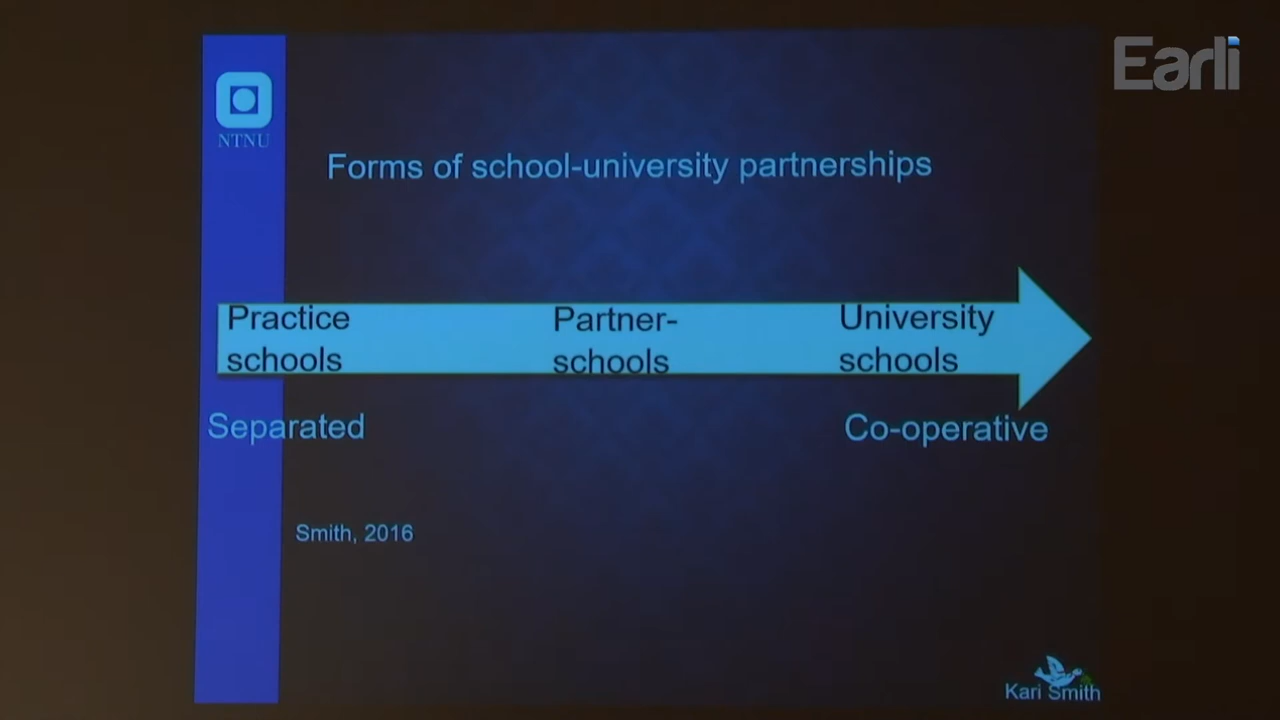 Earli
NTNU
Forms of school-university partnerships
Practice
schools
Partner-
schools
University
schools
Separated
Co-operative
Smith, 2016
Kari Smith